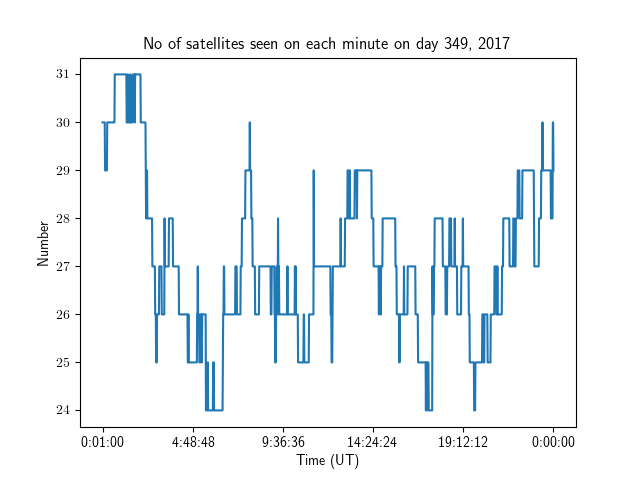 No of satellites seen on each minute on day 349, 2017
31
30
29
28
27
26
25
24
Number
0:01:00 4:48:48 9:36:36 14:24:24 19:12:12 0:00:00
Time (UT)